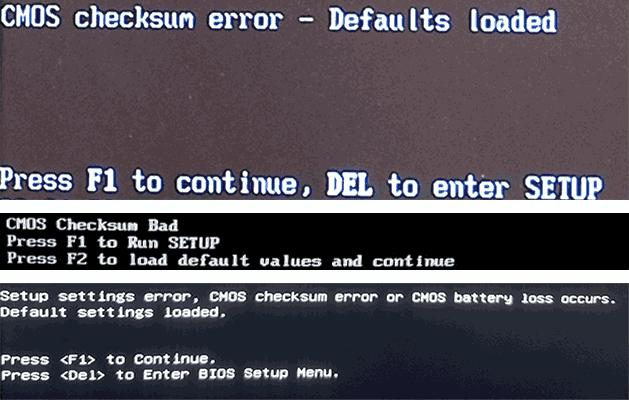 CMOS checksum error - Defaults loaded
Press F1 to continue, DEL to enter SETUP
CMOS Checksum Bad
Press F1 to Run SETUP
Press F2 to load default values and continue
Setup settings error, CMOS checksum error or CMOS battery loss occurs.
Default settings loaded.
Press <F1> to Continue.
Press <Del> to Enter BIOS Setup Menu.